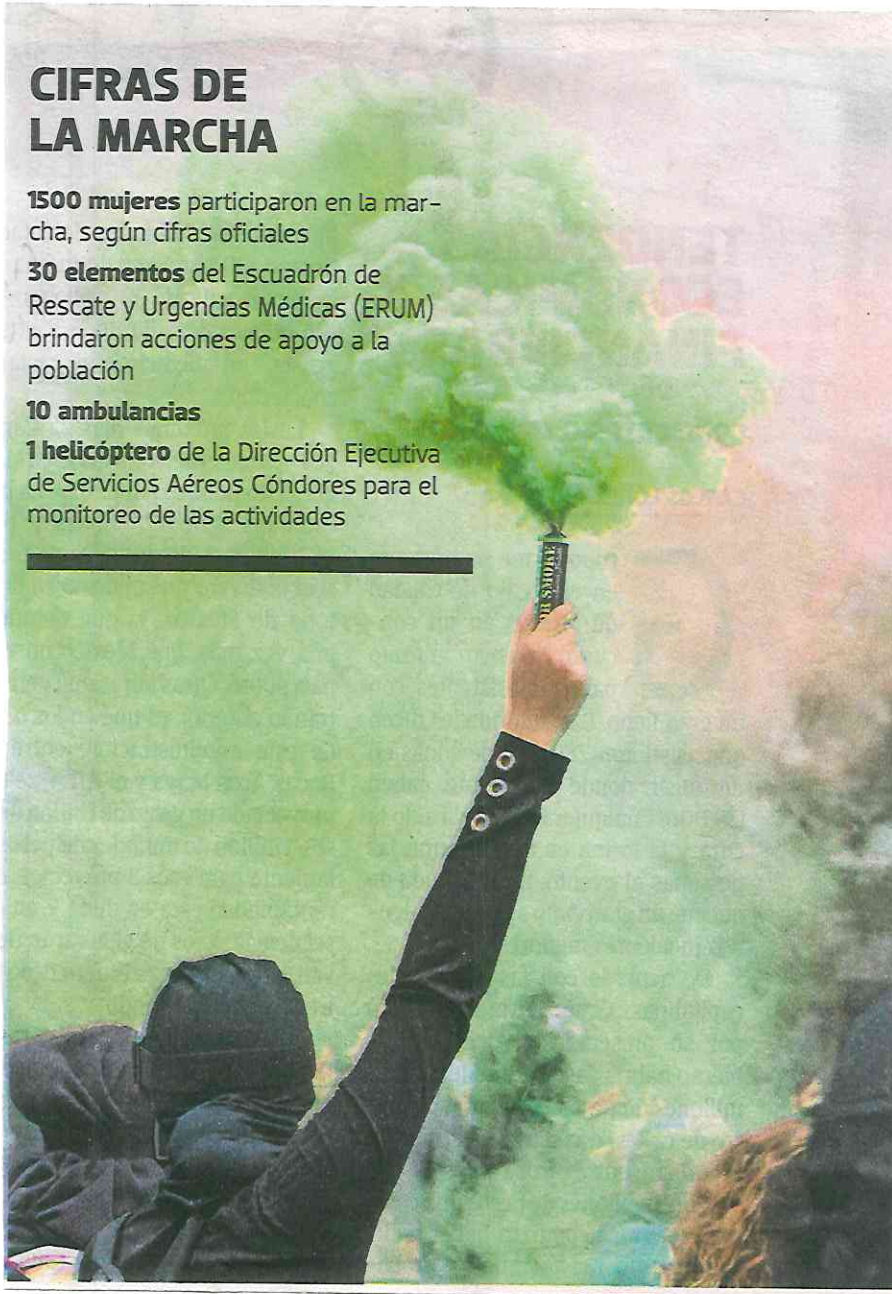 CIFRAS DE
LA MARCHA
1500 mujeres participaron en la mar-
cha, según cifras oficiales
30 elementos del Escuadrón de
Rescate y Urgencias Médicas (ERUM)
brindaron acciones de apoyo a la
población
10 ambulancias
1 helicóptero de la Dirección Ejecutiva
de Servicios Aéreos Cóndores para el
monitoreo de las actividades
SMOKE